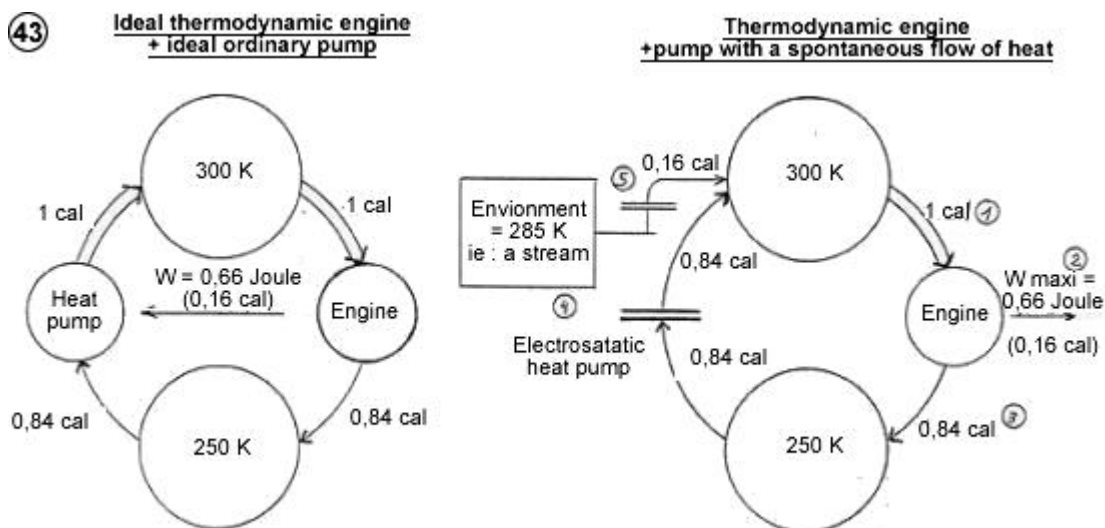 43
Ideal thermodynamic engine
+ ideal ordinary pump
300 K
1 cal
1 cal
W = 0,66 Joule
(0,16 cal)
Heat
pump
Engine
0,84 cal
0,84 cal
250 K
Thermodynamic engine
+pump with a spontaneous flow of heat
5
0,16 cal
300 K
Envionment
= 285 K
ie : a stream
1 cal 1
0,84 cal
2
W maxi =
0,66 Joule
(0,16 cal)
Engine
4
Electrosatatic
heat pump
0,84 cal
0,84 cal 3
250 K